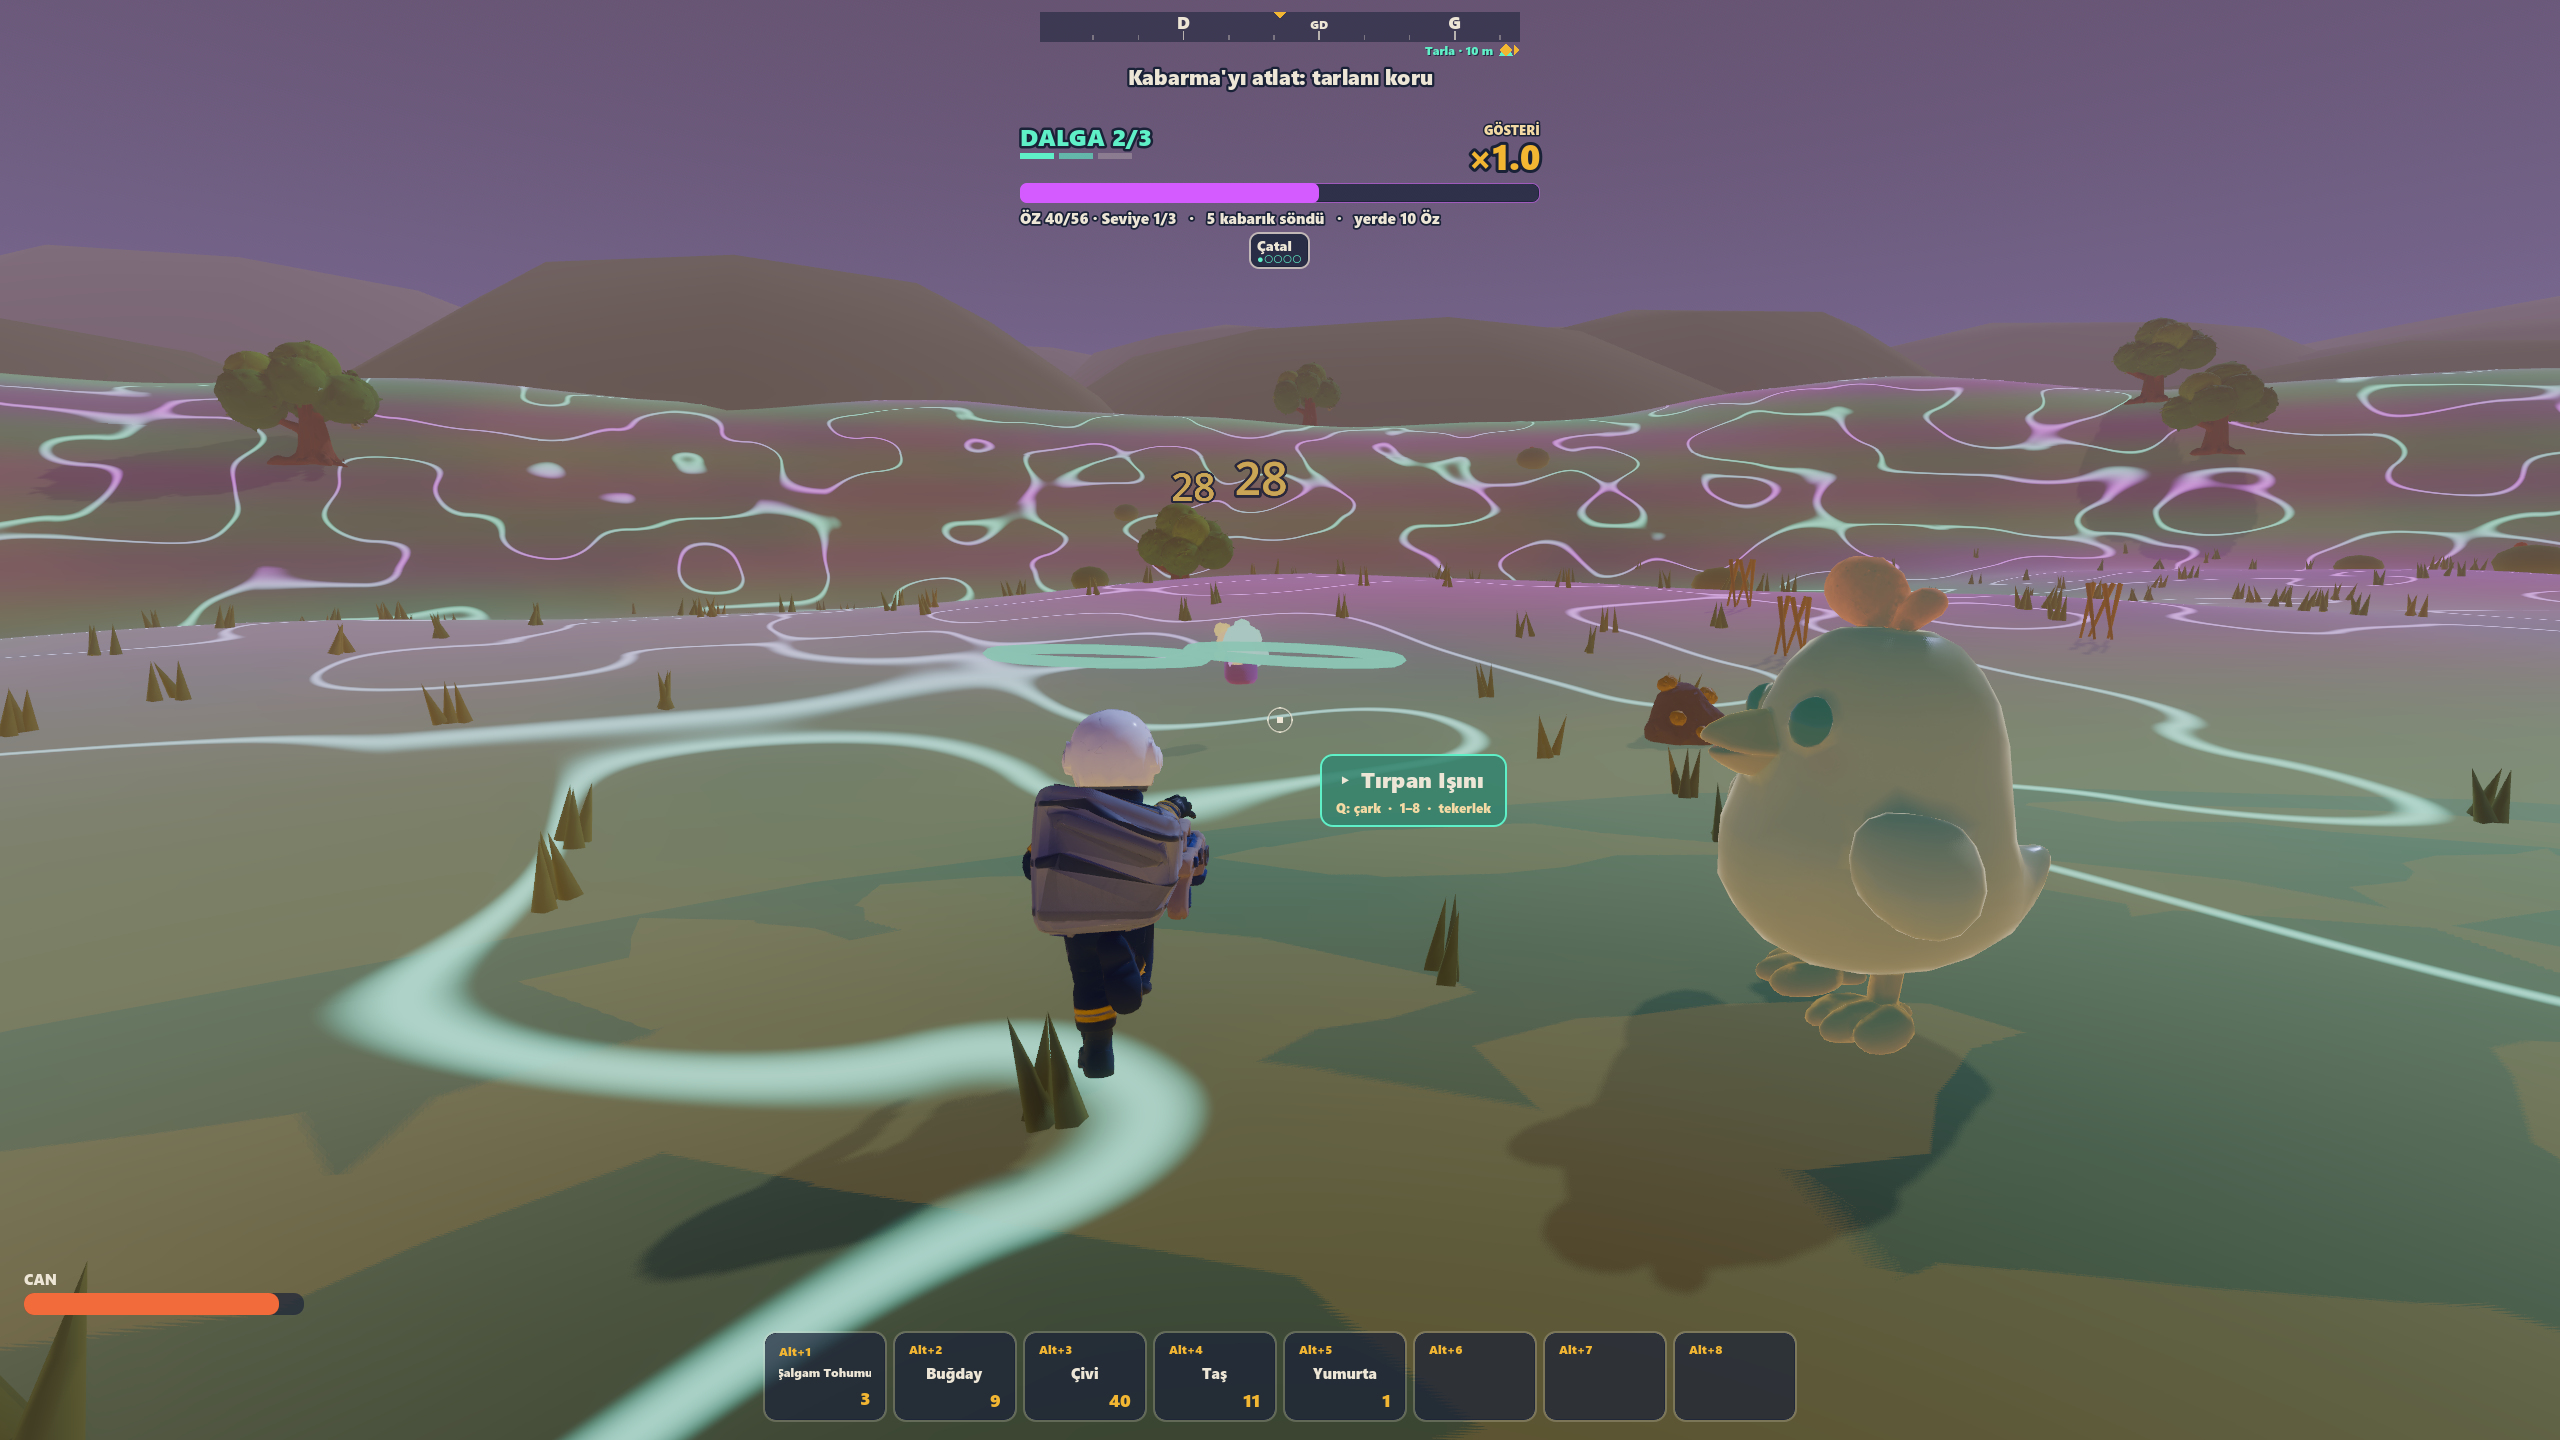 D GD G
Tarla · 10 m
Kabarma'yı atlat: tarlanı koru
DALGA 2/3
GÖSTERİ
×1.0
ÖZ 40/56 · Seviye 1/3 · 5 kabarık söndü · yerde 10 Öz
Çatal
28 28
▸ Tırpan Işını
Q: çark · 1–8 · tekerlek
CAN
Alt+1 Alt+2 Alt+3 Alt+4 Alt+5 Alt+6 Alt+7 Alt+8
Şalgam Tohumu Buğday Çivi Taş Yumurta
3 9 40 11 1